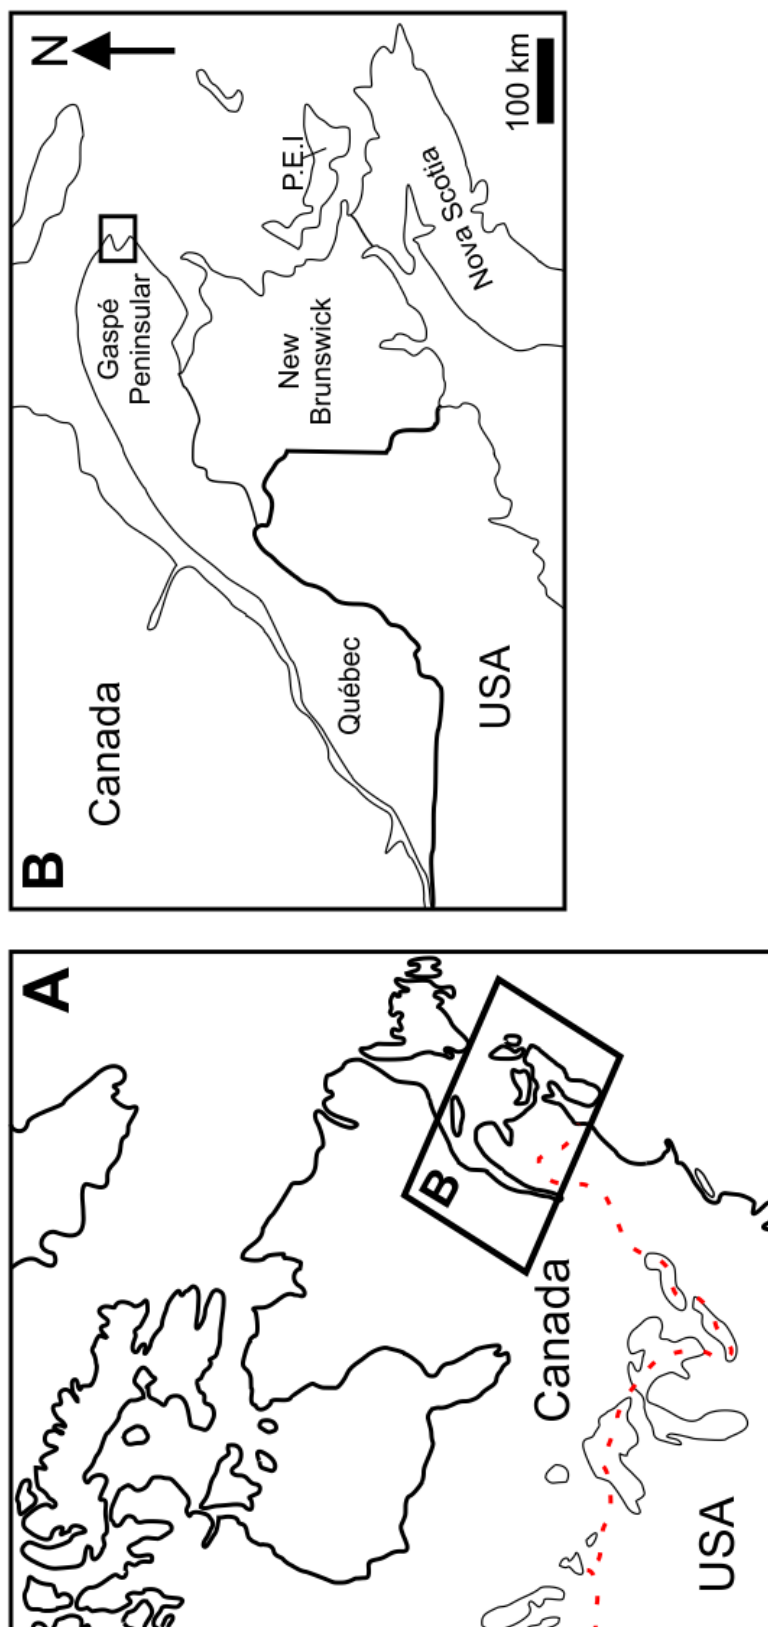 A
Canada
USA
B
B
Canada
Québec
USA
Gaspé
Peninsular
New
Brunswick
P.E.I
Nova Scotia
N
100 km